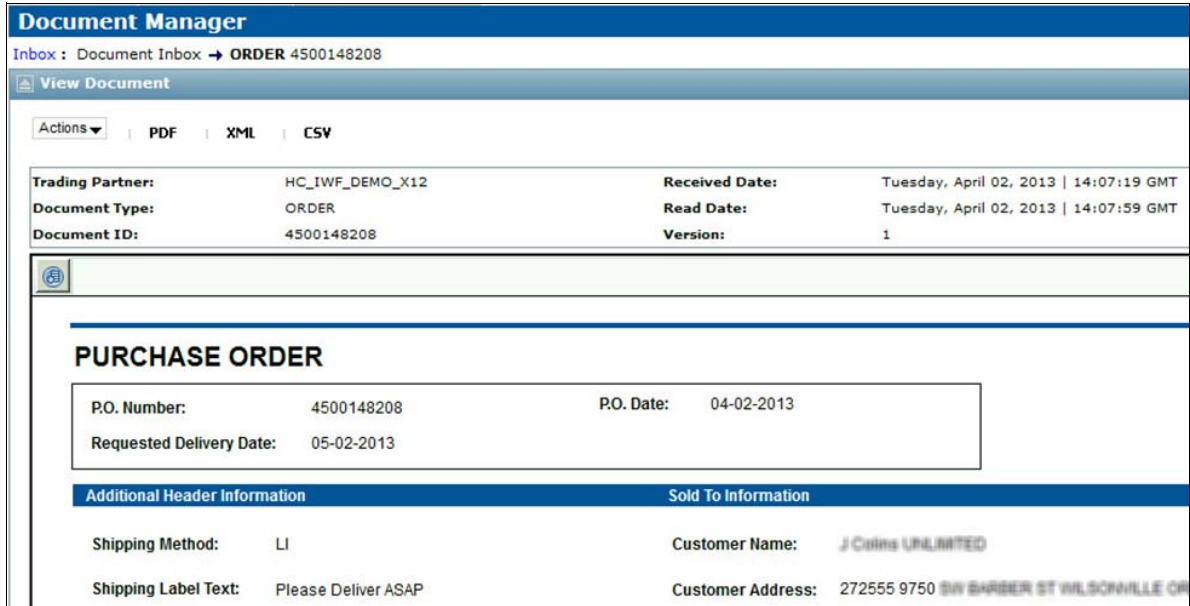 Document Manager
Inbox : Document Inbox → ORDER 4500148208
View Document
Actions PDF XML CSV
Trading Partner: HC_IWF_DEMO_X12 Received Date: Tuesday, April 02, 2013 | 14:07:19 GMT
Document Type: ORDER Read Date: Tuesday, April 02, 2013 | 14:07:59 GMT
Document ID: 4500148208 Version: 1
PURCHASE ORDER
P.O. Number: 4500148208 P.O. Date: 04-02-2013
Requested Delivery Date: 05-02-2013
Additional Header Information Sold To Information
Shipping Method: LI Customer Name:
Shipping Label Text: Please Deliver ASAP Customer Address: 272555 9750